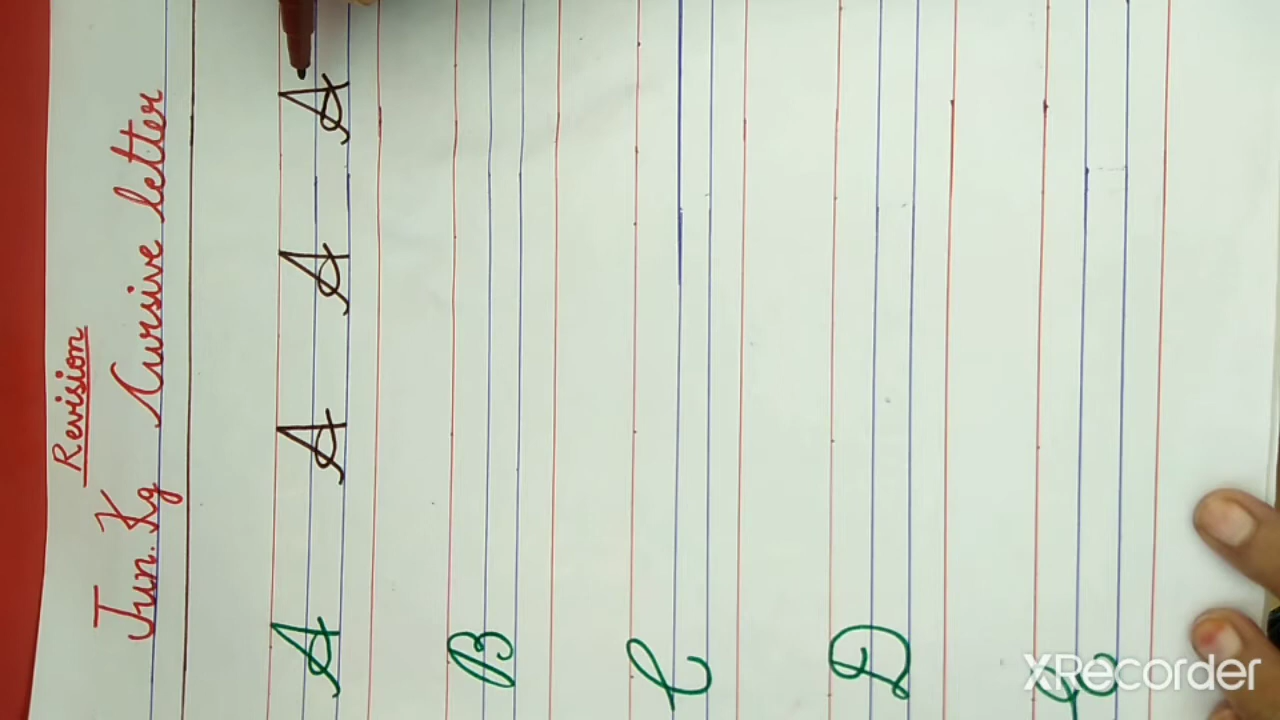 Revision
Jun. Kg Cursive letter
A A A A
B
C
D
E
XRecorder